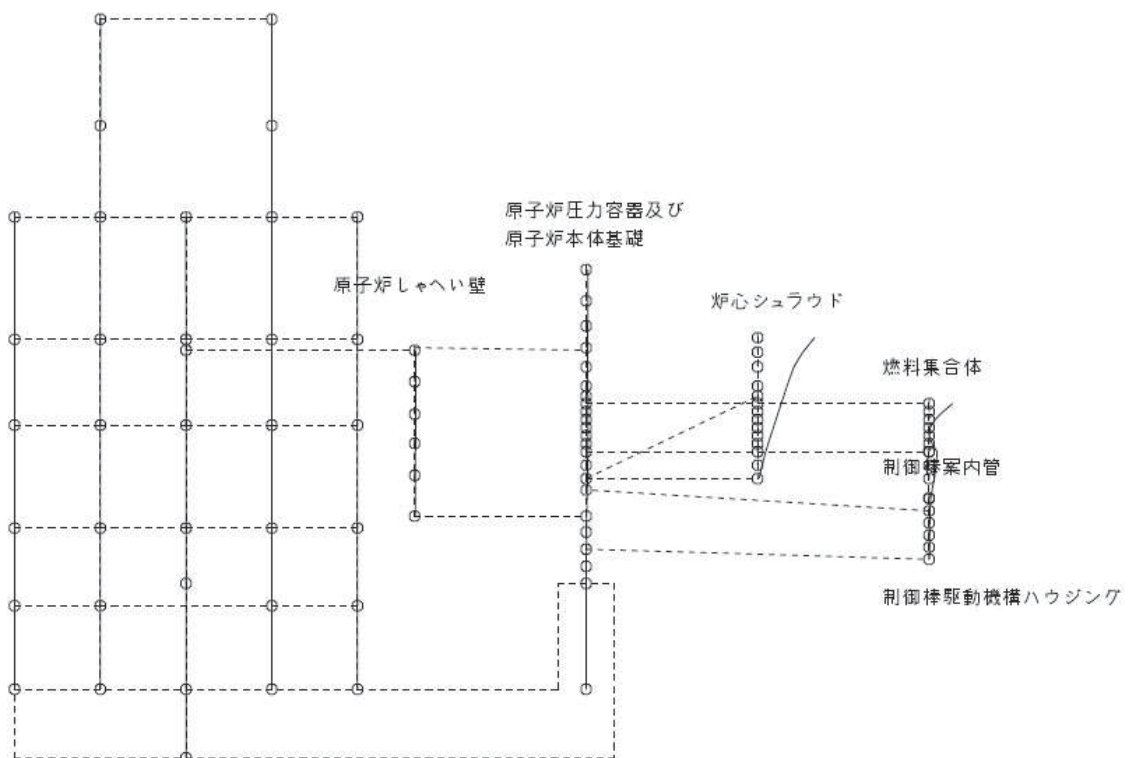 原子炉圧力容器及び
原子炉本体基礎
原子炉しゃへい壁
炉心シュラウド
燃料集合体
制御棒案内管
制御棒駆動機構ハウジング